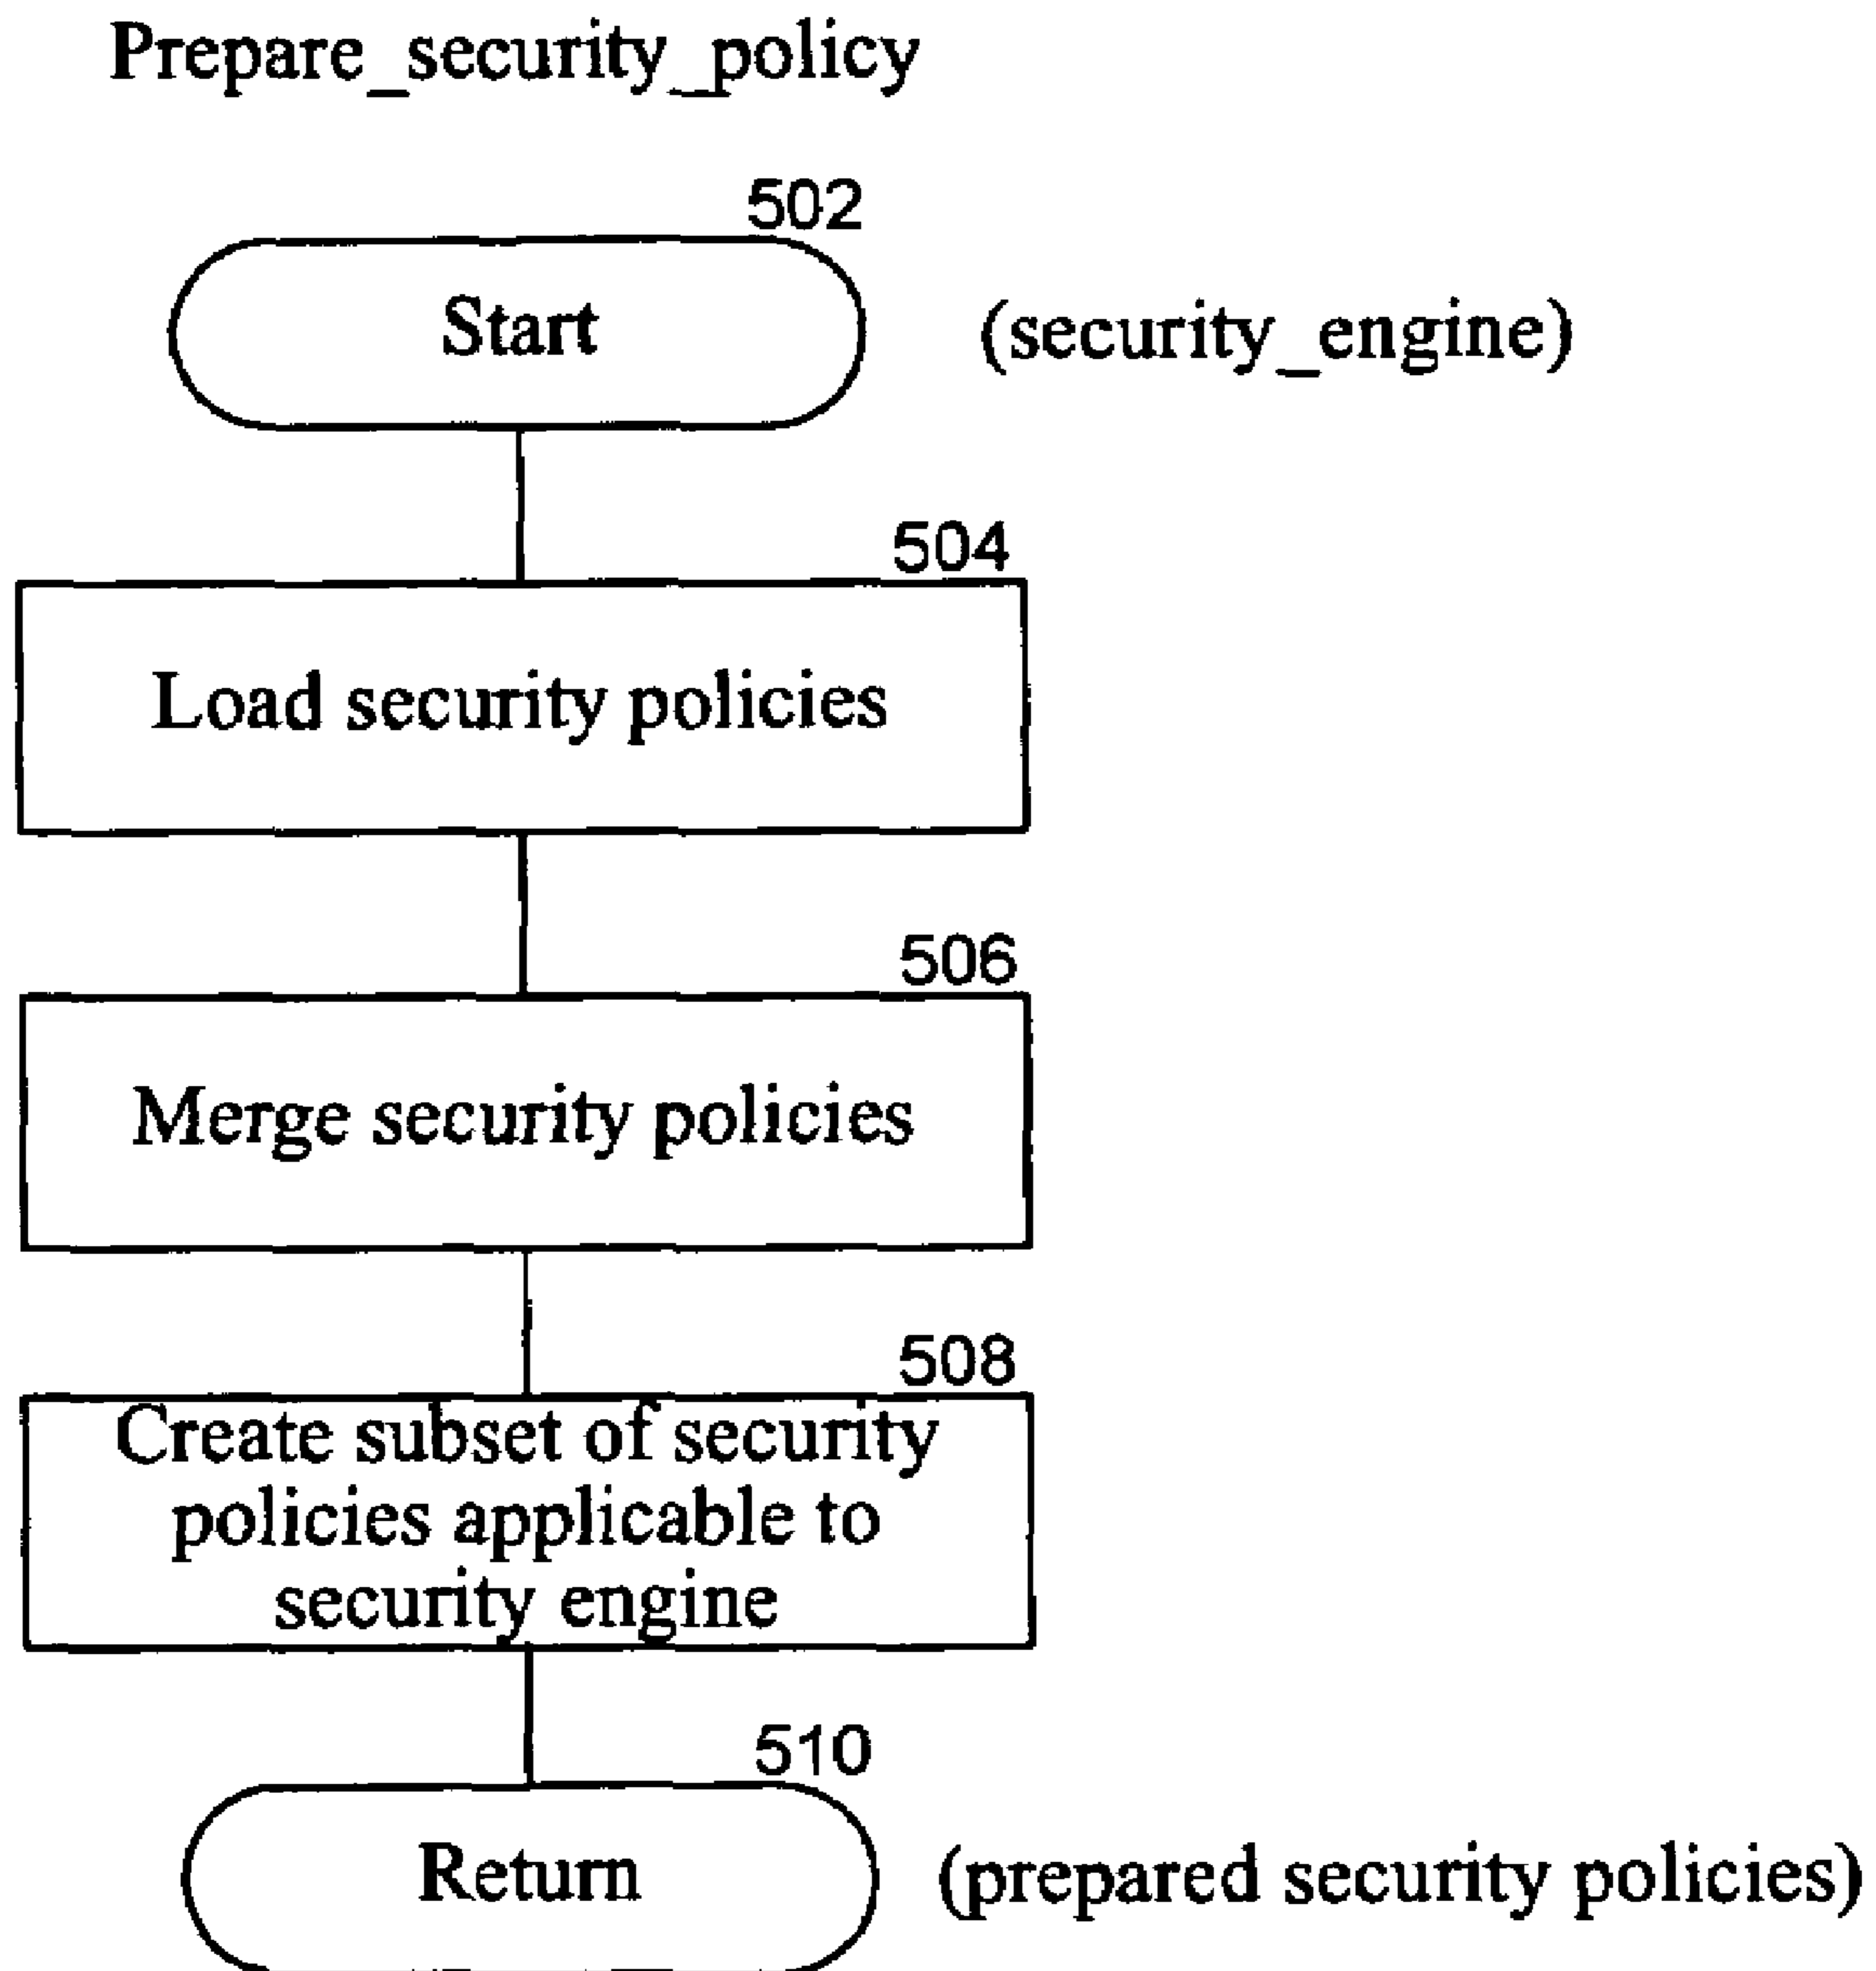 Prepare_security_policy
502
Start
(security_engine)
504
Load security policies
506
Merge security policies
508
Create subset of security
policies applicable to
security engine
510
Return
(prepared security policies)